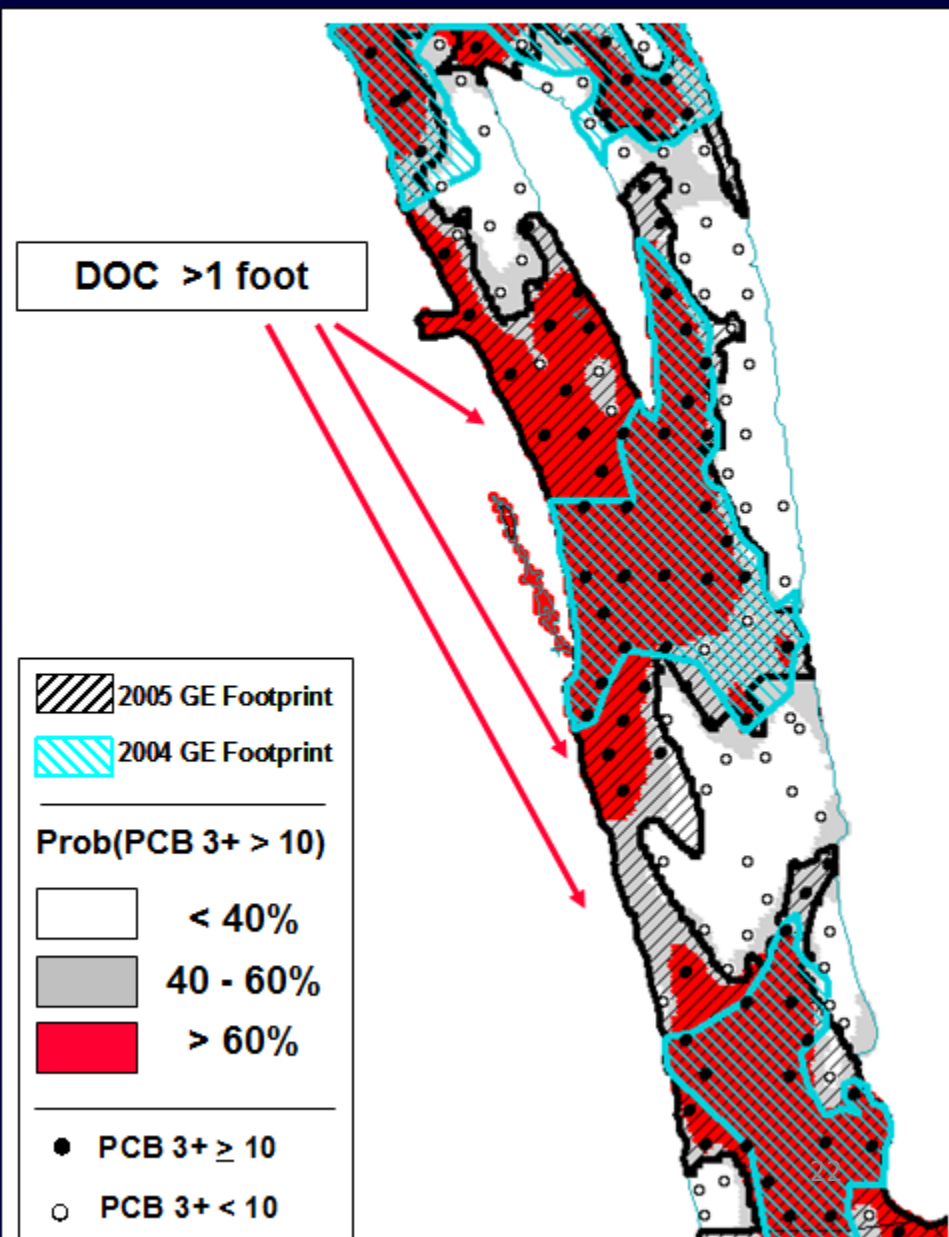 DOC >1 foot
2005 GE Footprint
2004 GE Footprint
Prob(PCB 3+ > 10)
< 40%
40 - 60%
> 60%
PCB 3+ ≥ 10
PCB 3+ < 10
22